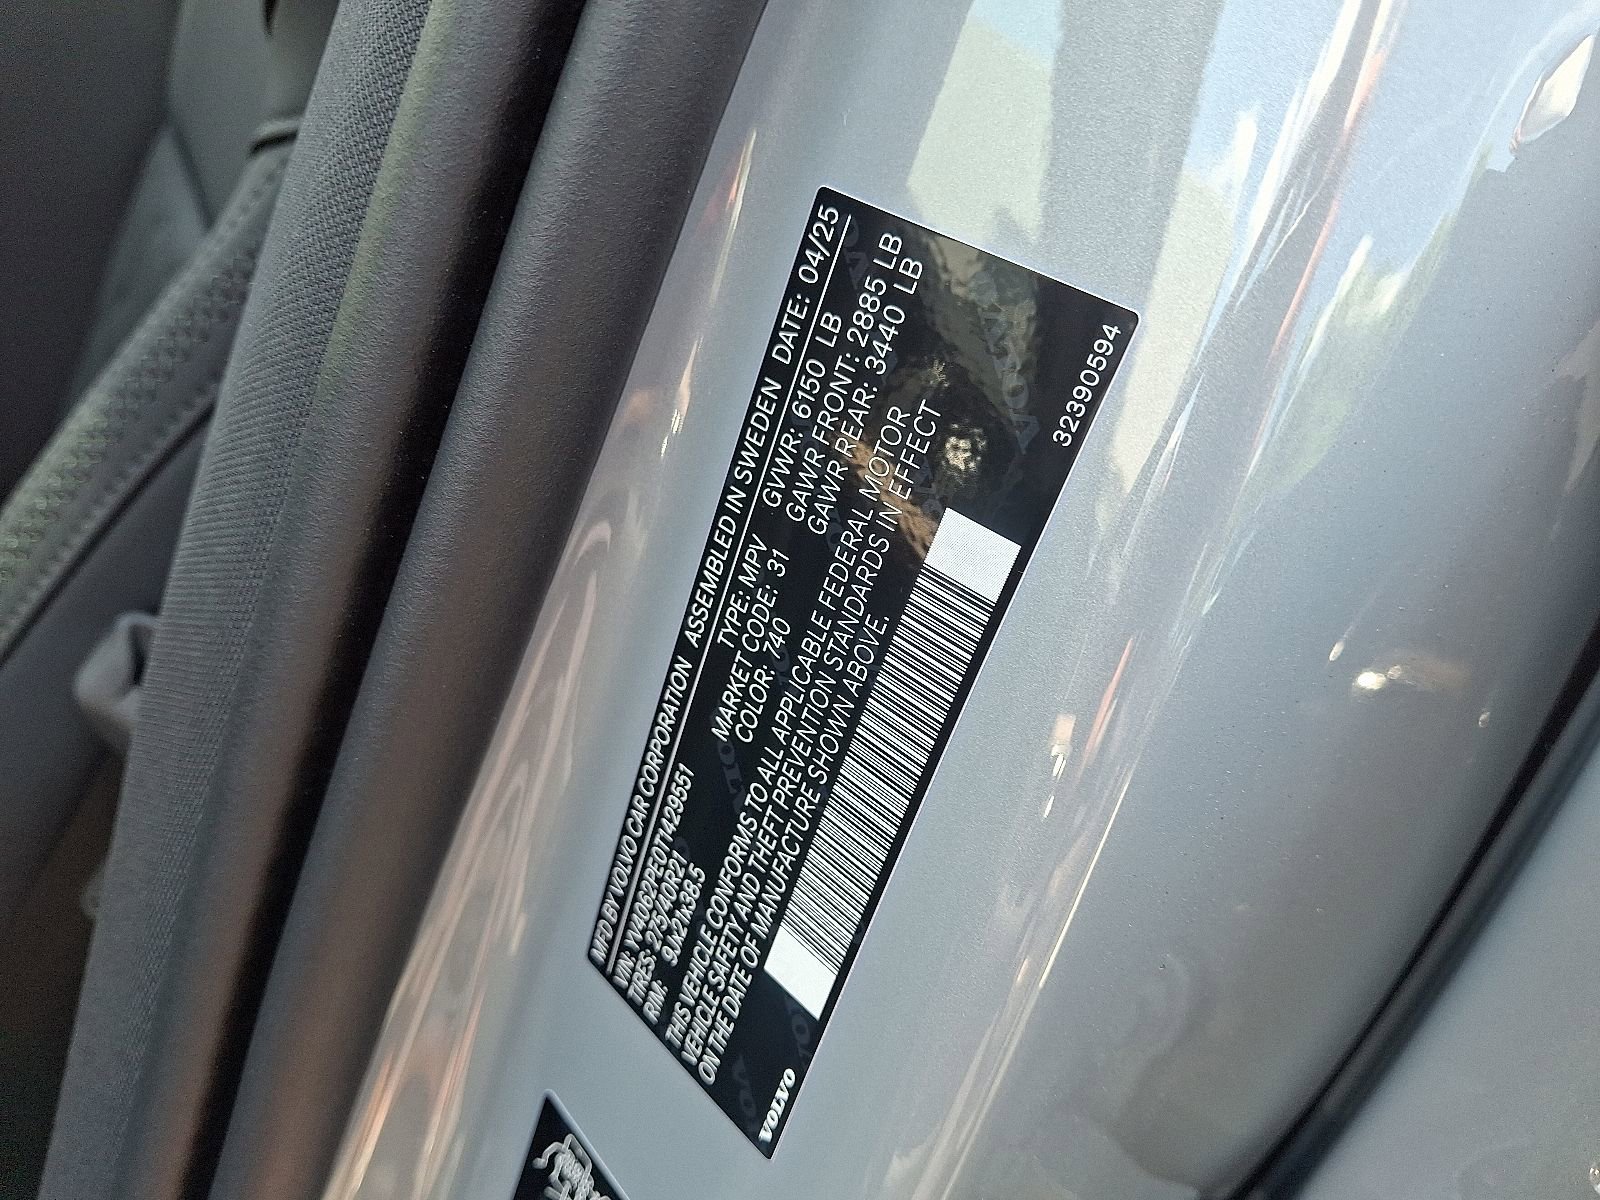 MFD BY VOLVO CAR CORPORATION ASSEMBLED IN SWEDEN DATE: 04/25
VIN: YV4062PE0T1429551 TYPE: MPV GVWR: 6150 LB
TIRES: 275/40R21 MARKET CODE: 31 GAWR FRONT: 2885 LB
RIM: 9Jx21x38.5 COLOR: 740 GAWR REAR: 3440 LB
THIS VEHICLE CONFORMS TO ALL APPLICABLE FEDERAL MOTOR
VEHICLE SAFETY AND THEFT PREVENTION STANDARDS IN EFFECT
ON THE DATE OF MANUFACTURE SHOWN ABOVE.
VOLVO
32390594